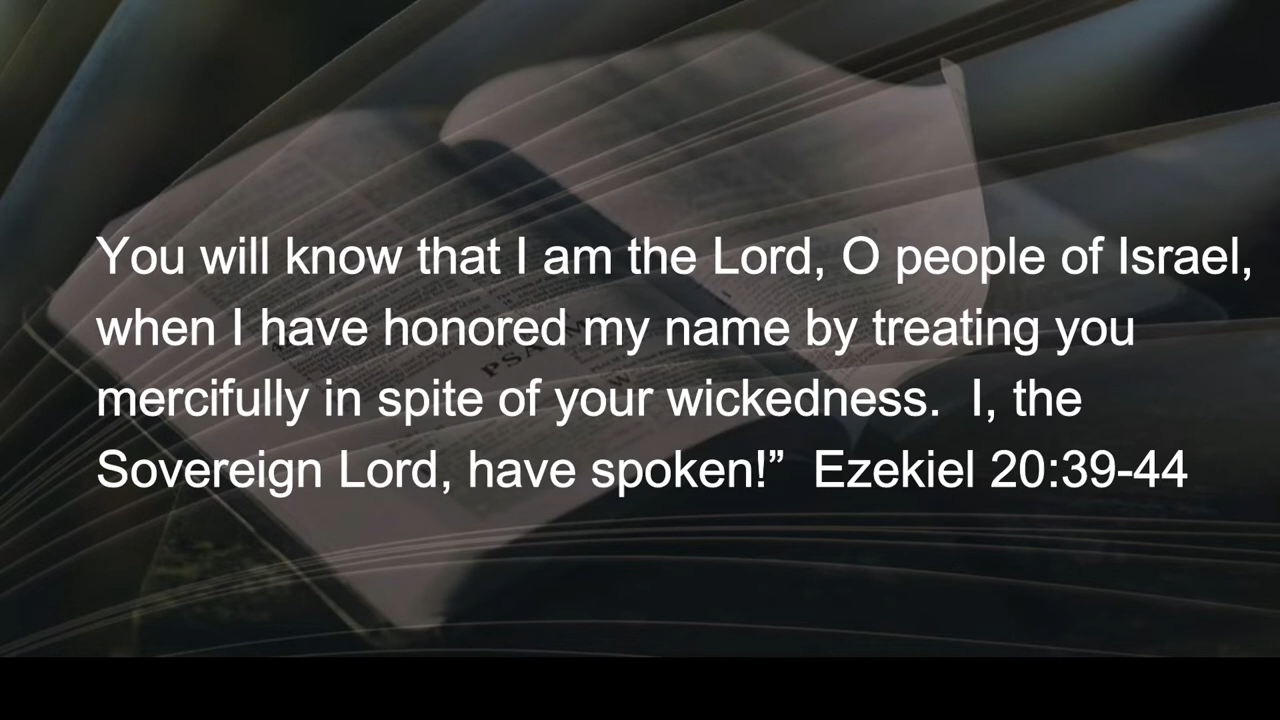 You will know that I am the Lord, O people of Israel,
when I have honored my name by treating you
mercifully in spite of your wickedness.  I, the
Sovereign Lord, have spoken!”  Ezekiel 20:39-44
PSALM